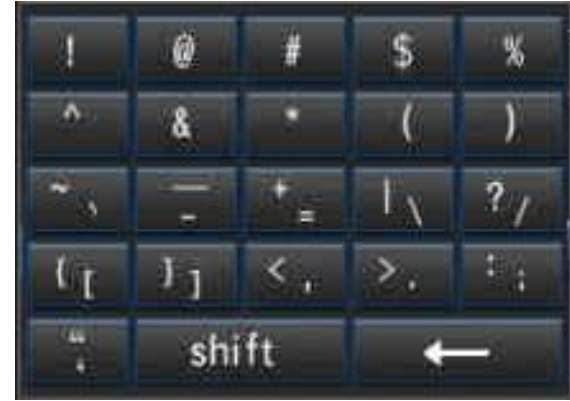 ! @ # $ %
^ & * ( )
~ ` — - + = | \ ? /
{ [ } ] < , > . : ;
“ ‘ shift ←